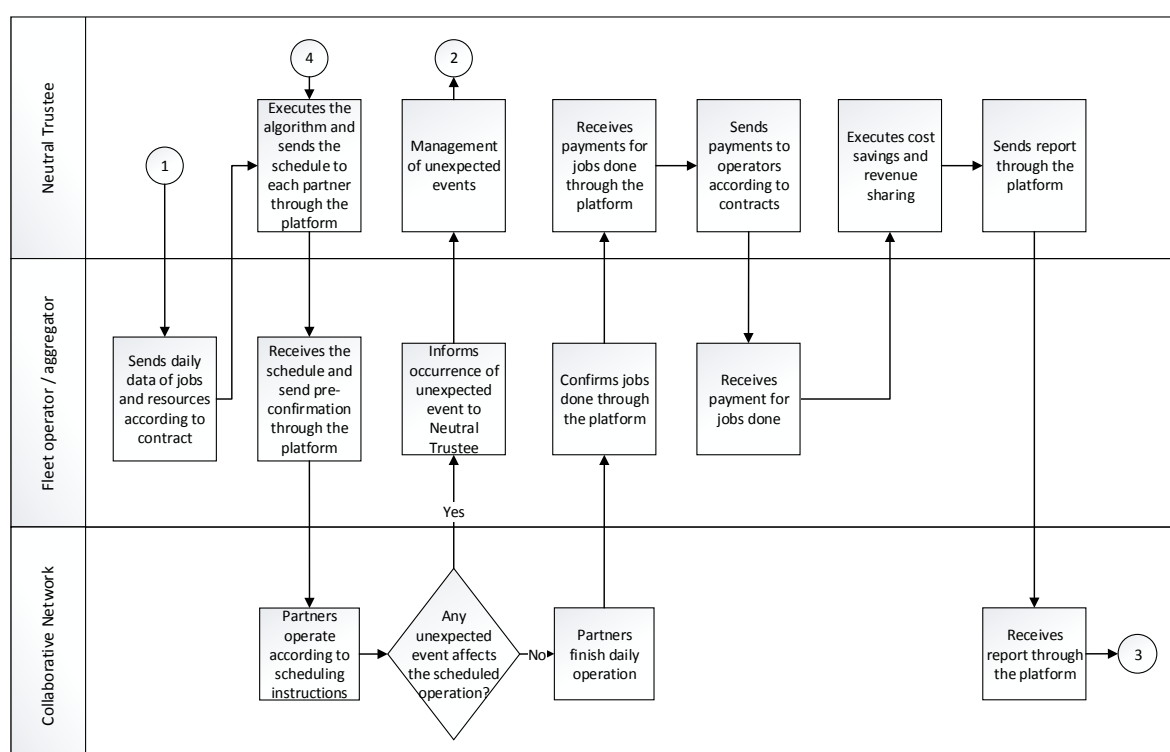 Neutral Trustee
4
2
1
Executes the
algorithm and
sends the
schedule to
each partner
through the
platform
Management
of unexpected
events
Receives
payments for
jobs done
through the
platform
Sends
payments to
operators
according to
contracts
Executes cost
savings and
revenue
sharing
Sends report
through the
platform
Fleet operator / aggregator
Sends daily
data of jobs
and resources
according to
contract
Receives the
schedule and
send pre-
confirmation
through the
platform
Informs
occurrence of
unexpected
event to
Neutral
Trustee
Confirms jobs
done through
the platform
Receives
payment for
jobs done
Yes
Collaborative Network
Partners
operate
according to
scheduling
instructions
Any
unexpected
event affects
the scheduled
operation?
No
Partners
finish daily
operation
Receives
report through
the platform
3